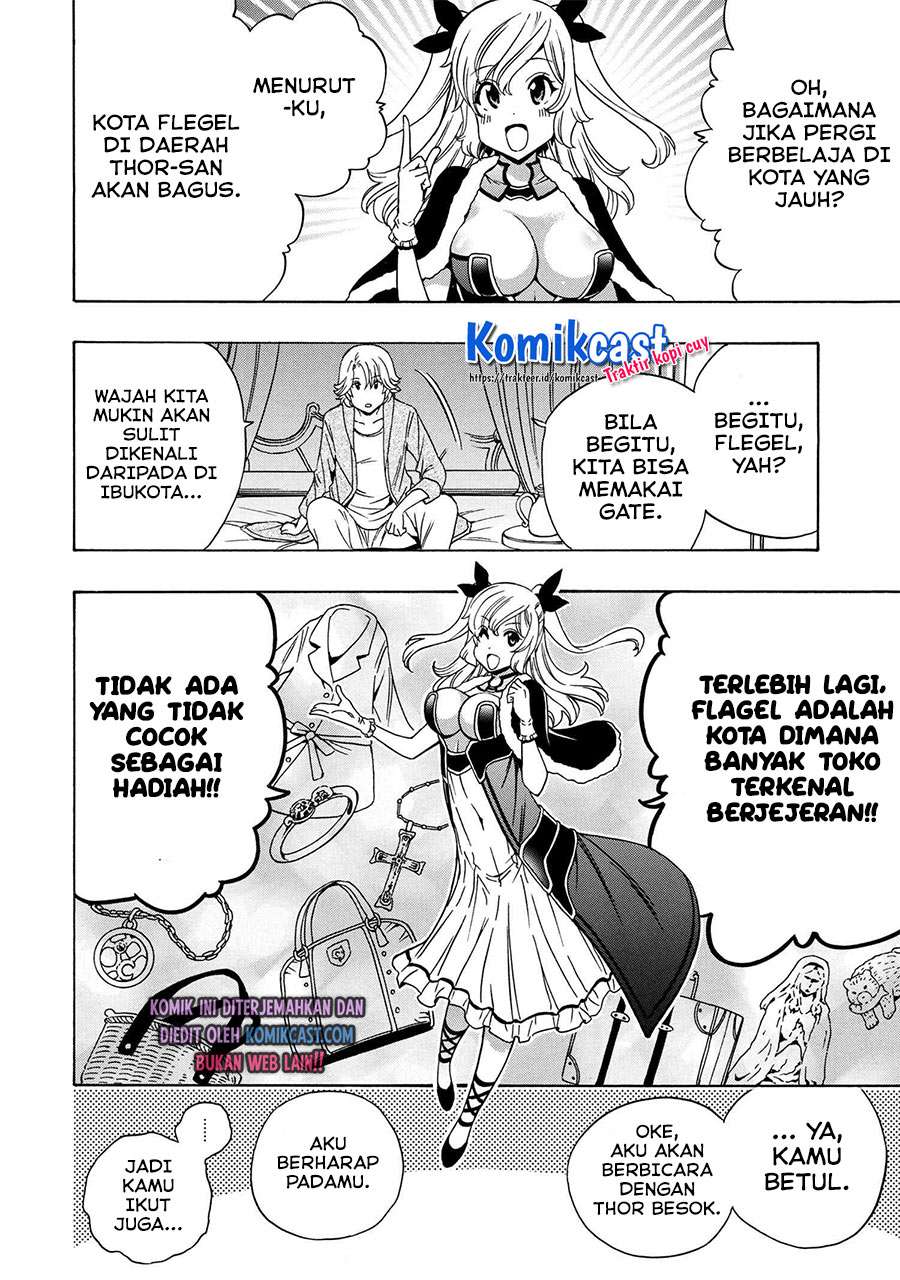 OH,
BAGAIMANA
JIKA PERGI
BERBELAJA DI
KOTA YANG
JAUH?
MENURUT
-KU,
KOTA FLEGEL
DI DAERAH
THOR-SAN
AKAN BAGUS.
Komikcast
https://trakteer.id/komikcast
Traktir kopi cuy
...
BEGITU,
FLEGEL,
YAH?
BILA
BEGITU,
KITA BISA
MEMAKAI
GATE.
WAJAH KITA
MUKIN AKAN
SULIT
DIKENALI
DARIPADA DI
IBUKOTA...
TERLEBIH LAGI,
FLAGEL ADALAH
KOTA DIMANA
BANYAK TOKO
TERKENAL
BERJEJERAN!!
TIDAK ADA
YANG TIDAK
COCOK
SEBAGAI
HADIAH!!
KOMIK INI DITERJEMAHKAN DAN
DIEDIT OLEH KOMIKCAST.COM
BUKAN WEB LAIN!!
... YA,
KAMU
BETUL.
OKE,
AKU AKAN
BERBICARA
DENGAN
THOR BESOK.
AKU
BERHARAP
PADAMU.
......
JADI
KAMU
IKUT
JUGA...